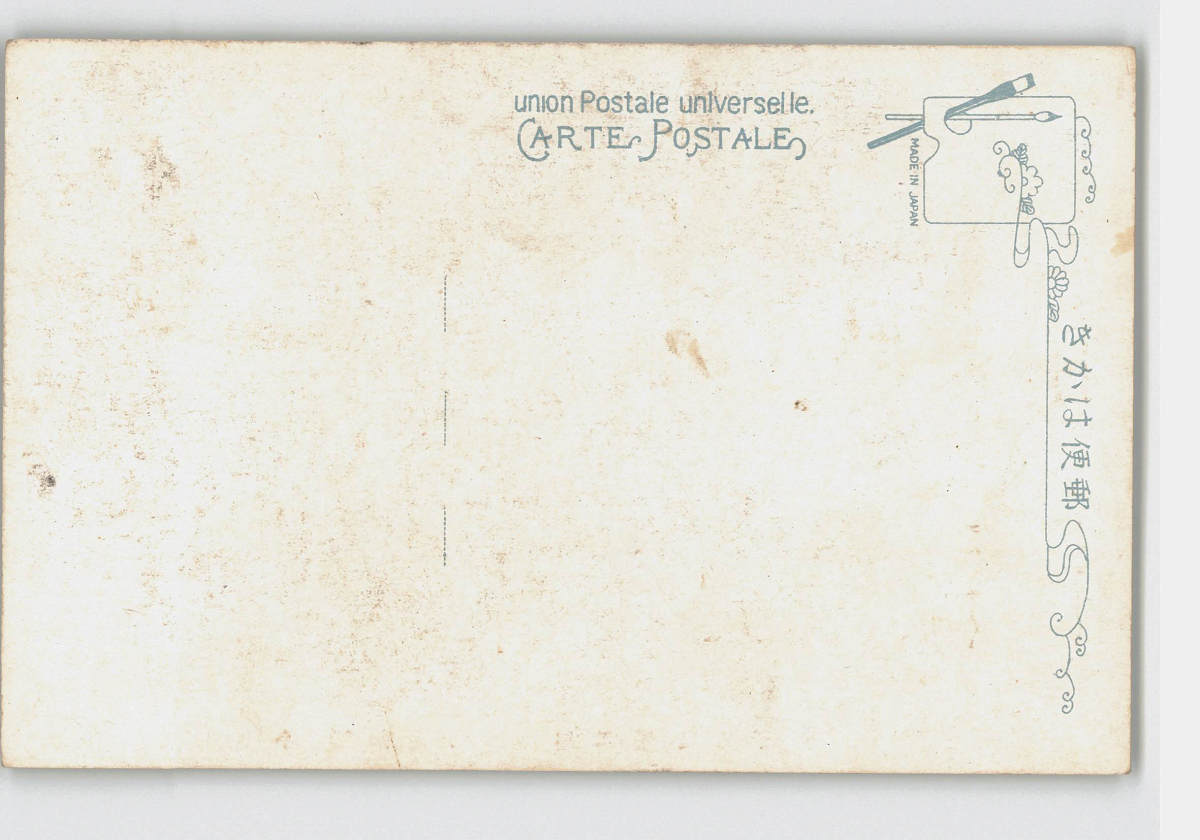 union Postale universelle.
CARTE POSTALE
MADE IN JAPAN
郵便はかき